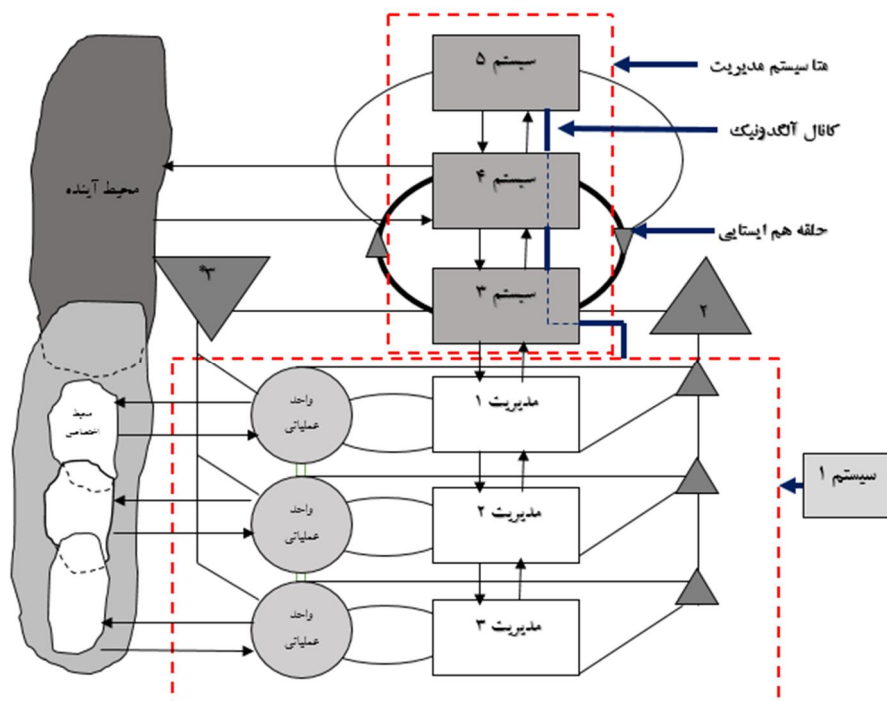 سیستم ۵
متا سیستم مدیریت
کانال آلگدونیک
سیستم ۴
محیط آینده
حلقه هم ایستایی
۳*
سیستم ۳
۲
مدیریت ۱
واحد
عملیاتی
محیط
اختصاصی
سیستم ۱
مدیریت ۲
واحد
عملیاتی
مدیریت ۳
واحد
عملیاتی